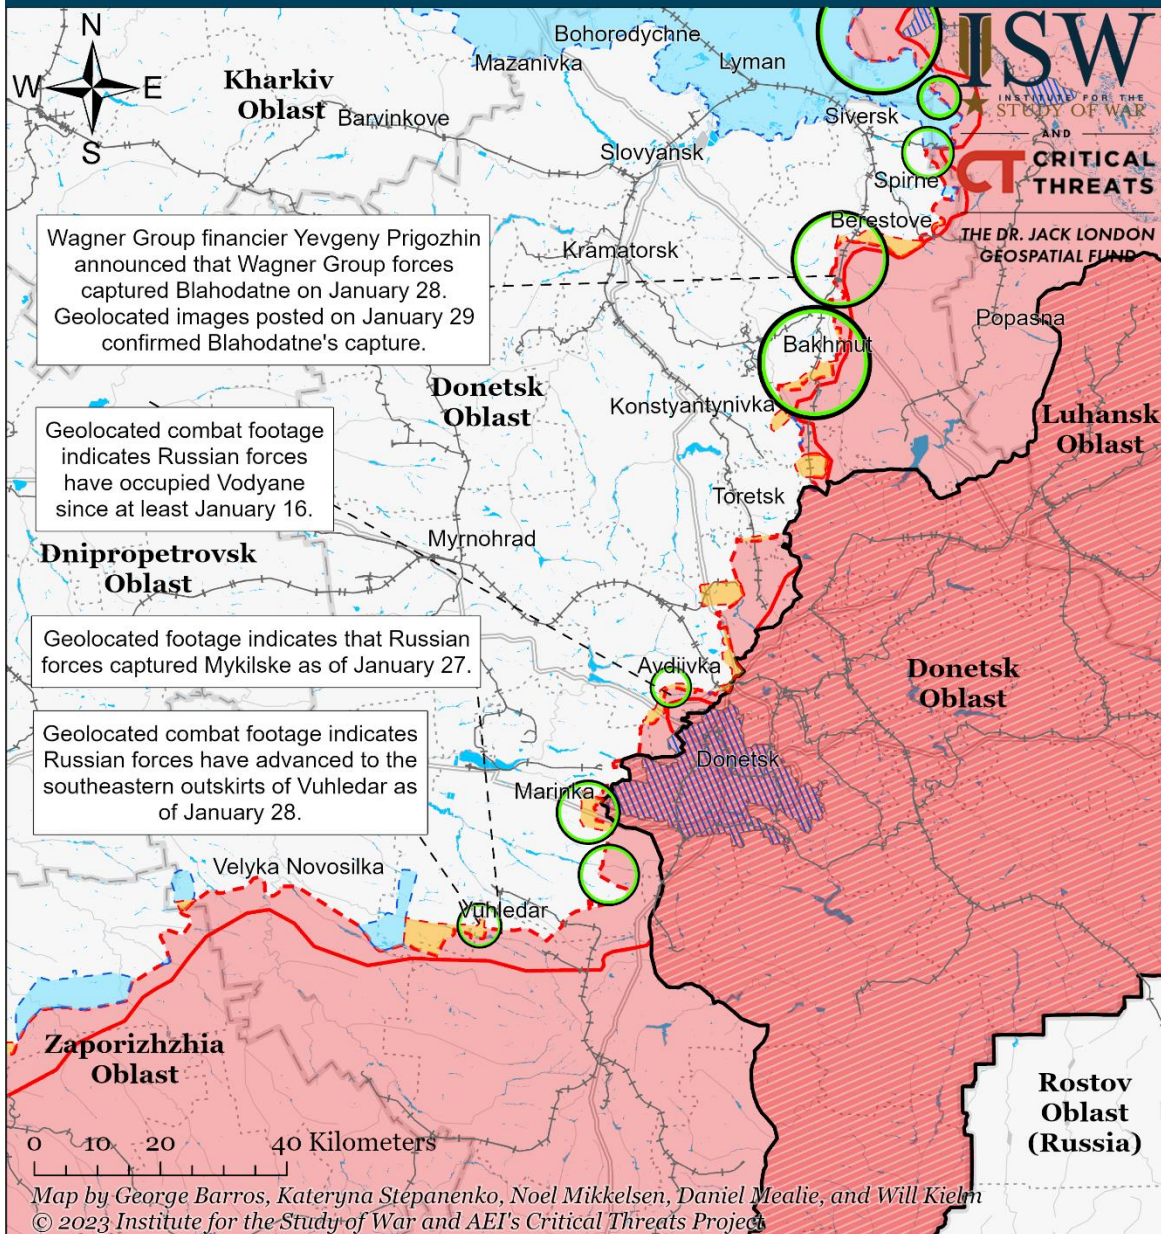 N
W E
S
Kharkiv
Oblast
Bohorodychne
Mazanivka
Lyman
Barvinkove
Siversk
Slovyansk
Spirne
ISW
INSTITUTE FOR THE
STUDY OF WAR
AND
CT CRITICAL
THREATS
THE DR. JACK LONDON
GEOSPATIAL FUND
Berestove
Kramatorsk
Wagner Group financier Yevgeny Prigozhin
announced that Wagner Group forces
captured Blahodatne on January 28.
Geolocated images posted on January 29
confirmed Blahodatne's capture.
Popasna
Bakhmut
Donetsk
Oblast
Konstyantynivka
Luhansk
Oblast
Geolocated combat footage
indicates Russian forces
have occupied Vodyane
since at least January 16.
Toretsk
Myrnohrad
Dnipropetrovsk
Oblast
Geolocated footage indicates that Russian
forces captured Mykilske as of January 27.
Avdiivka
Donetsk
Oblast
Geolocated combat footage indicates
Russian forces have advanced to the
southeastern outskirts of Vuhledar as
of January 28.
Donetsk
Marinka
Velyka Novosilka
Vuhledar
Zaporizhzhia
Oblast
Rostov
Oblast
(Russia)
0 10 20 40 Kilometers
Map by George Barros, Kateryna Stepanenko, Noel Mikkelsen, Daniel Mealie, and Will Kielm
© 2023 Institute for the Study of War and AEI's Critical Threats Project